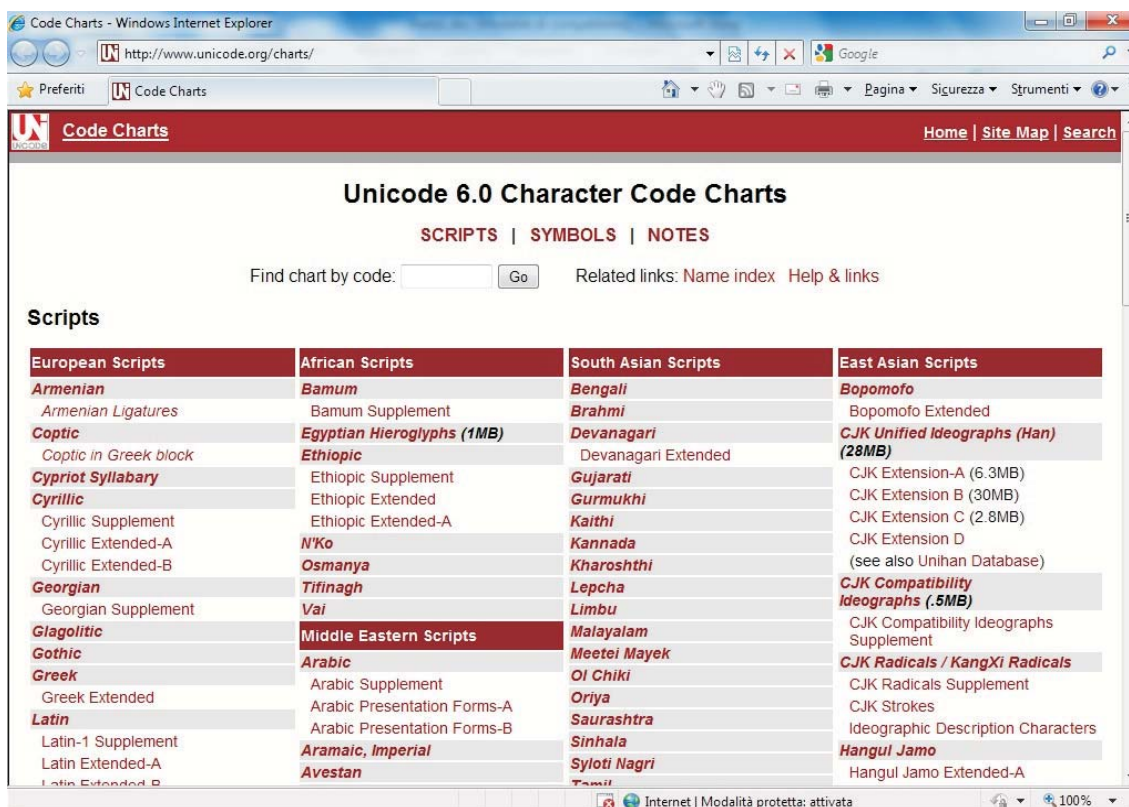 Code Charts - Windows Internet Explorer
http://www.unicode.org/charts/
Google
Preferiti
Code Charts
Pagina
Sicurezza
Strumenti
UNICODE
Code Charts
Home | Site Map | Search
Unicode 6.0 Character Code Charts
SCRIPTS | SYMBOLS | NOTES
Find chart by code:
Go
Related links: Name index Help & links
Scripts
European Scripts
Armenian
Armenian Ligatures
Coptic
Coptic in Greek block
Cypriot Syllabary
Cyrillic
Cyrillic Supplement
Cyrillic Extended-A
Cyrillic Extended-B
Georgian
Georgian Supplement
Glagolitic
Gothic
Greek
Greek Extended
Latin
Latin-1 Supplement
Latin Extended-A
Latin Extended-B
African Scripts
Bamum
Bamum Supplement
Egyptian Hieroglyphs (1MB)
Ethiopic
Ethiopic Supplement
Ethiopic Extended
Ethiopic Extended-A
N'Ko
Osmanya
Tifinagh
Vai
Middle Eastern Scripts
Arabic
Arabic Supplement
Arabic Presentation Forms-A
Arabic Presentation Forms-B
Aramaic, Imperial
Avestan
South Asian Scripts
Bengali
Brahmi
Devanagari
Devanagari Extended
Gujarati
Gurmukhi
Kaithi
Kannada
Kharoshthi
Lepcha
Limbu
Malayalam
Meetei Mayek
Ol Chiki
Oriya
Saurashtra
Sinhala
Syloti Nagri
Tamil
East Asian Scripts
Bopomofo
Bopomofo Extended
CJK Unified Ideographs (Han)
(28MB)
CJK Extension-A (6.3MB)
CJK Extension B (30MB)
CJK Extension C (2.8MB)
CJK Extension D
(see also Unihan Database)
CJK Compatibility
Ideographs (.5MB)
CJK Compatibility Ideographs
Supplement
CJK Radicals / KangXi Radicals
CJK Radicals Supplement
CJK Strokes
Ideographic Description Characters
Hangul Jamo
Hangul Jamo Extended-A
Internet | Modalità protetta: attivata
100%